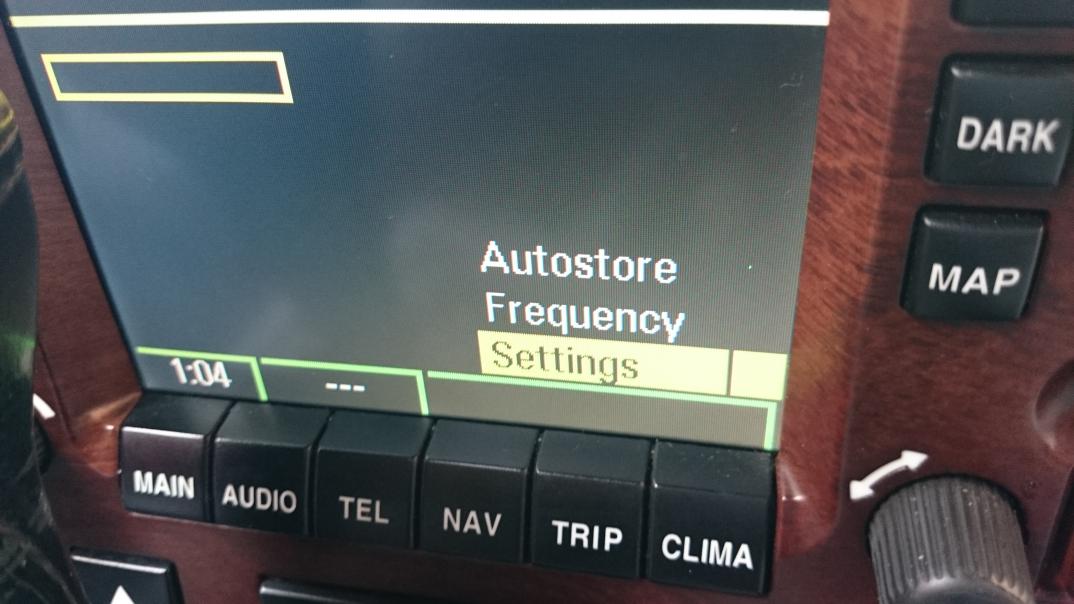 DARK
MAP
Autostore
Frequency
Settings
1:04
---
MAIN AUDIO TEL NAV TRIP CLIMA